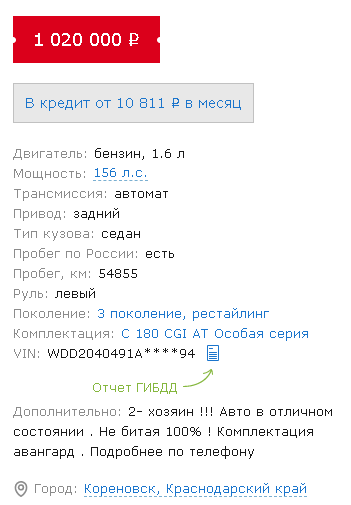 1 020 000 ₽
В кредит от 10 811 ₽ в месяц
Двигатель: бензин, 1.6 л
Мощность: 156 л.с.
Трансмиссия: автомат
Привод: задний
Тип кузова: седан
Пробег по России: есть
Пробег, км: 54855
Руль: левый
Поколение: 3 поколение, рестайлинг
Комплектация: C 180 CGI AT Особая серия
VIN: WDD2040491A****94
Отчет ГИБДД
Дополнительно: 2- хозяин !!! Авто в отличном
состоянии . Не битая 100% ! Комплектация
авангард . Подробнее по телефону
Город: Кореновск, Краснодарский край